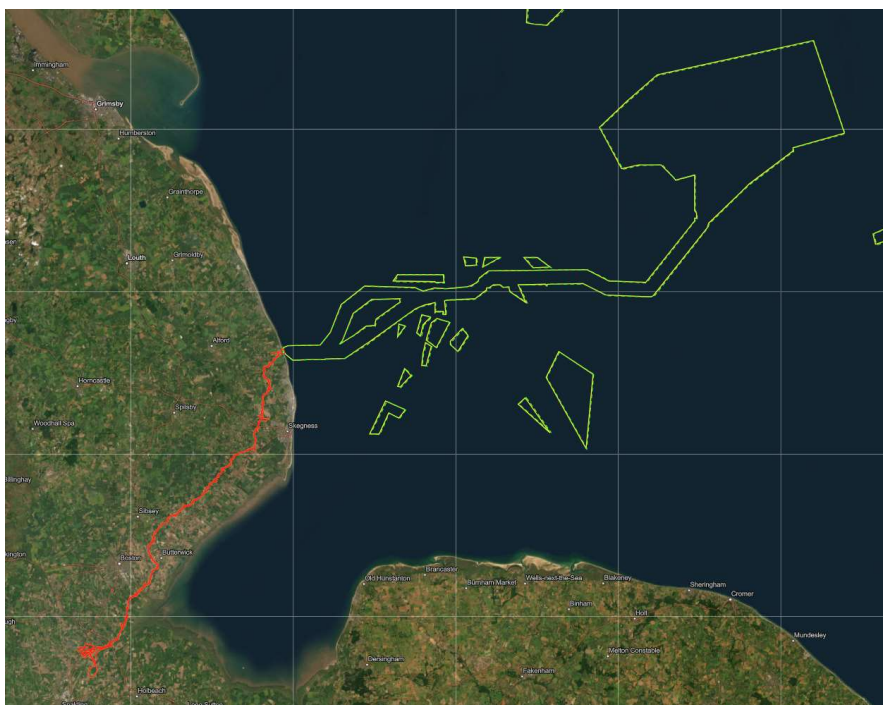 Immingham
Grimsby
Humberston
Grainthorpe
Louth
Grimoldby
Alford
Horncastle
Spilsby
Woodhall Spa
Skegness
Sibsey
Boston
Butterwick
Old Hunstanton
Brancaster
Burnham Market
Wells-next-the-Sea
Blakeney
Sheringham
Cromer
Binham
Holt
Mundesley
Dersingham
Melton Constable
Fakenham
Holbeach